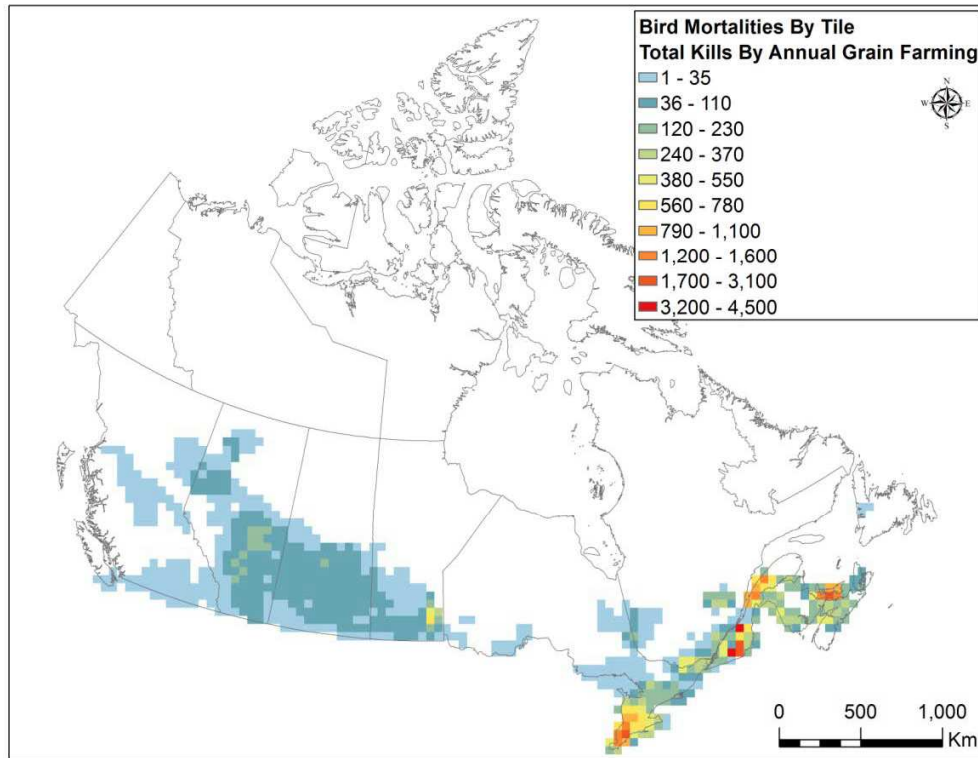 Bird Mortalities By Tile
Total Kills By Annual Grain Farming
1 - 35
36 - 110
120 - 230
240 - 370
380 - 550
560 - 780
790 - 1,100
1,200 - 1,600
1,700 - 3,100
3,200 - 4,500
N
W E
S
0 500 1,000
Km